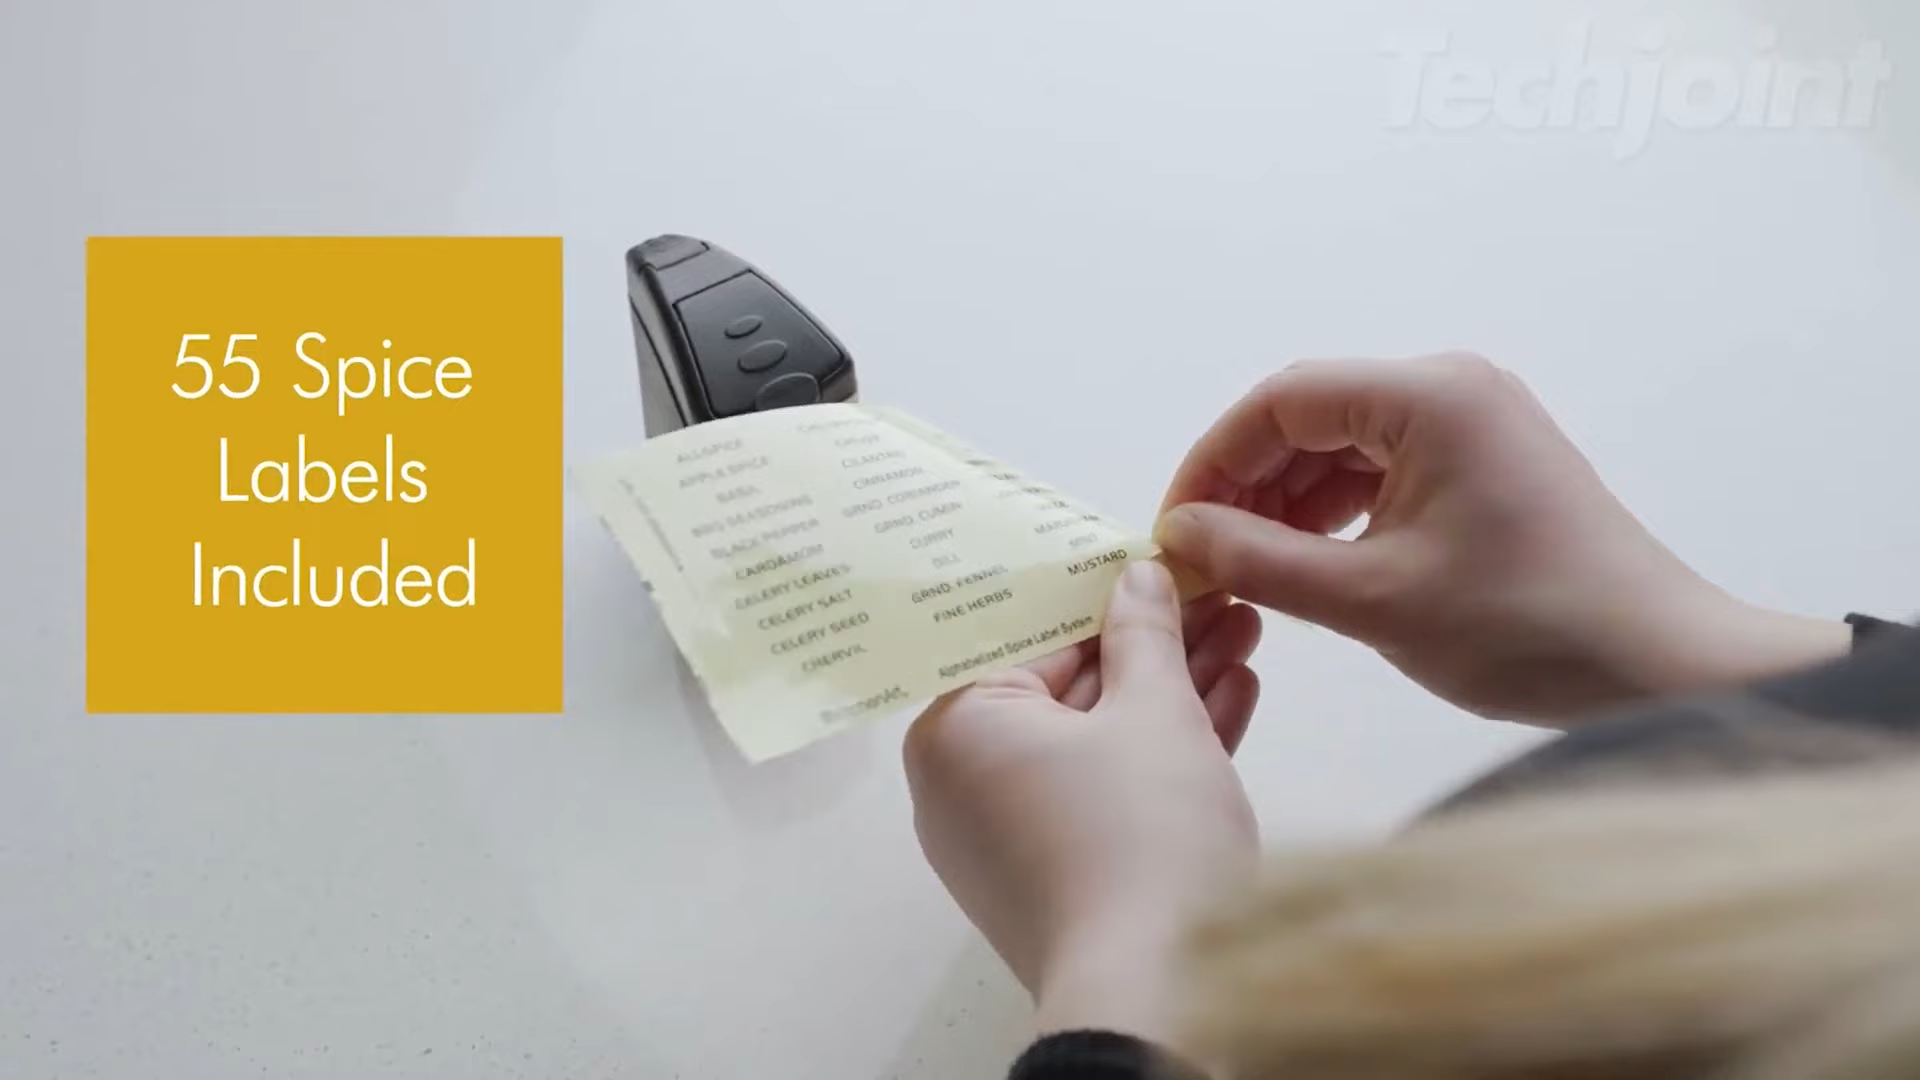 Techjoint
55 Spice
Labels
Included
ALLSPICE
APPLE SPICE
BASIL
BBQ SEASONING
BLACK PEPPER
CARDAMOM
CELERY LEAVES
CELERY SALT
CELERY SEED
CHERVIL
CHIVES
CILANTRO
CINNAMON
GRND. CORIANDER
GRND. CUMIN
CURRY
DILL
GRND. FENNEL
FINE HERBS
MINT
MUSTARD
KitchenArt
Alphabetized Spice Label System